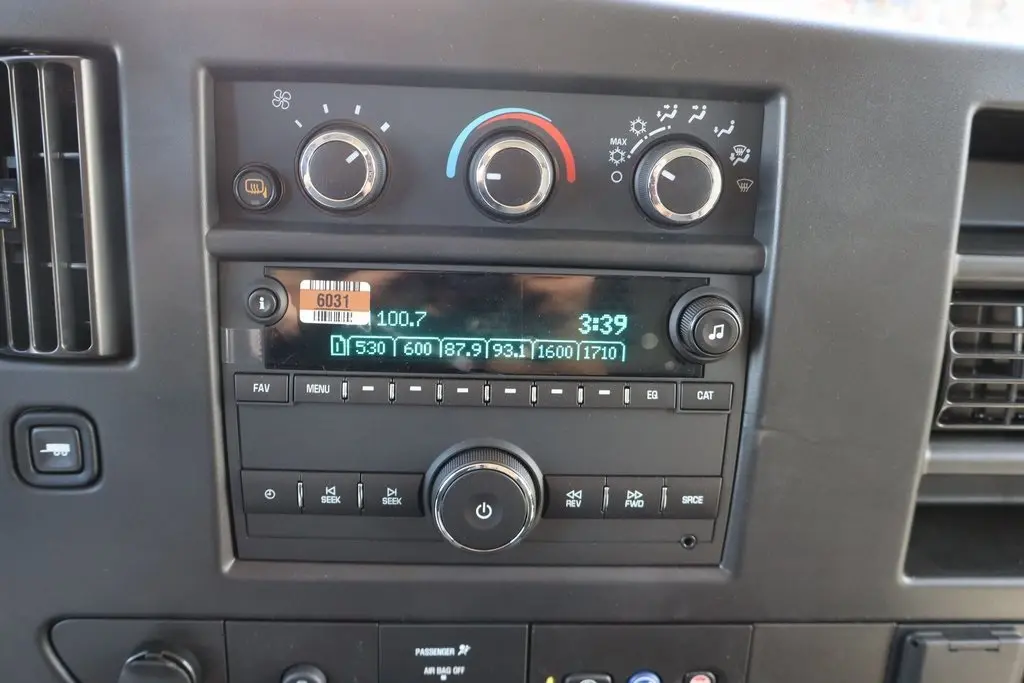 MAX
6031
100.7 3:39
1 530 600 87.9 93.1 1600 1710
FAV MENU EQ CAT
SEEK SEEK REV FWD SRCE
PASSENGER
AIR BAG OFF